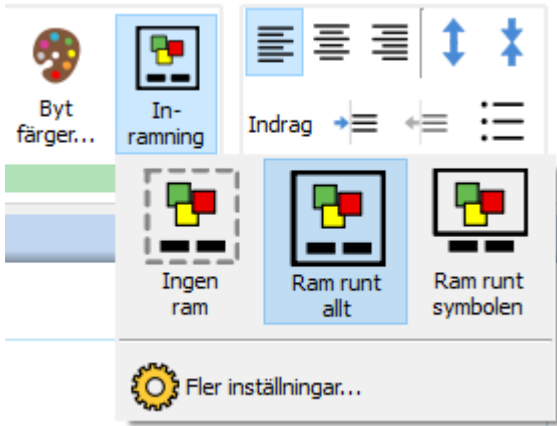 Byt
färger...
In-
ramning
Indrag
Ingen
ram
Ram runt
allt
Ram runt
symbolen
Fler inställningar...